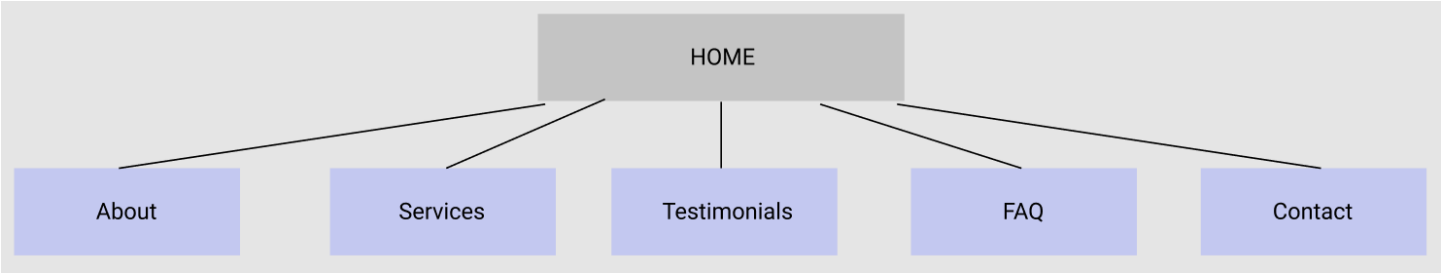 HOME
About
Services
Testimonials
FAQ
Contact